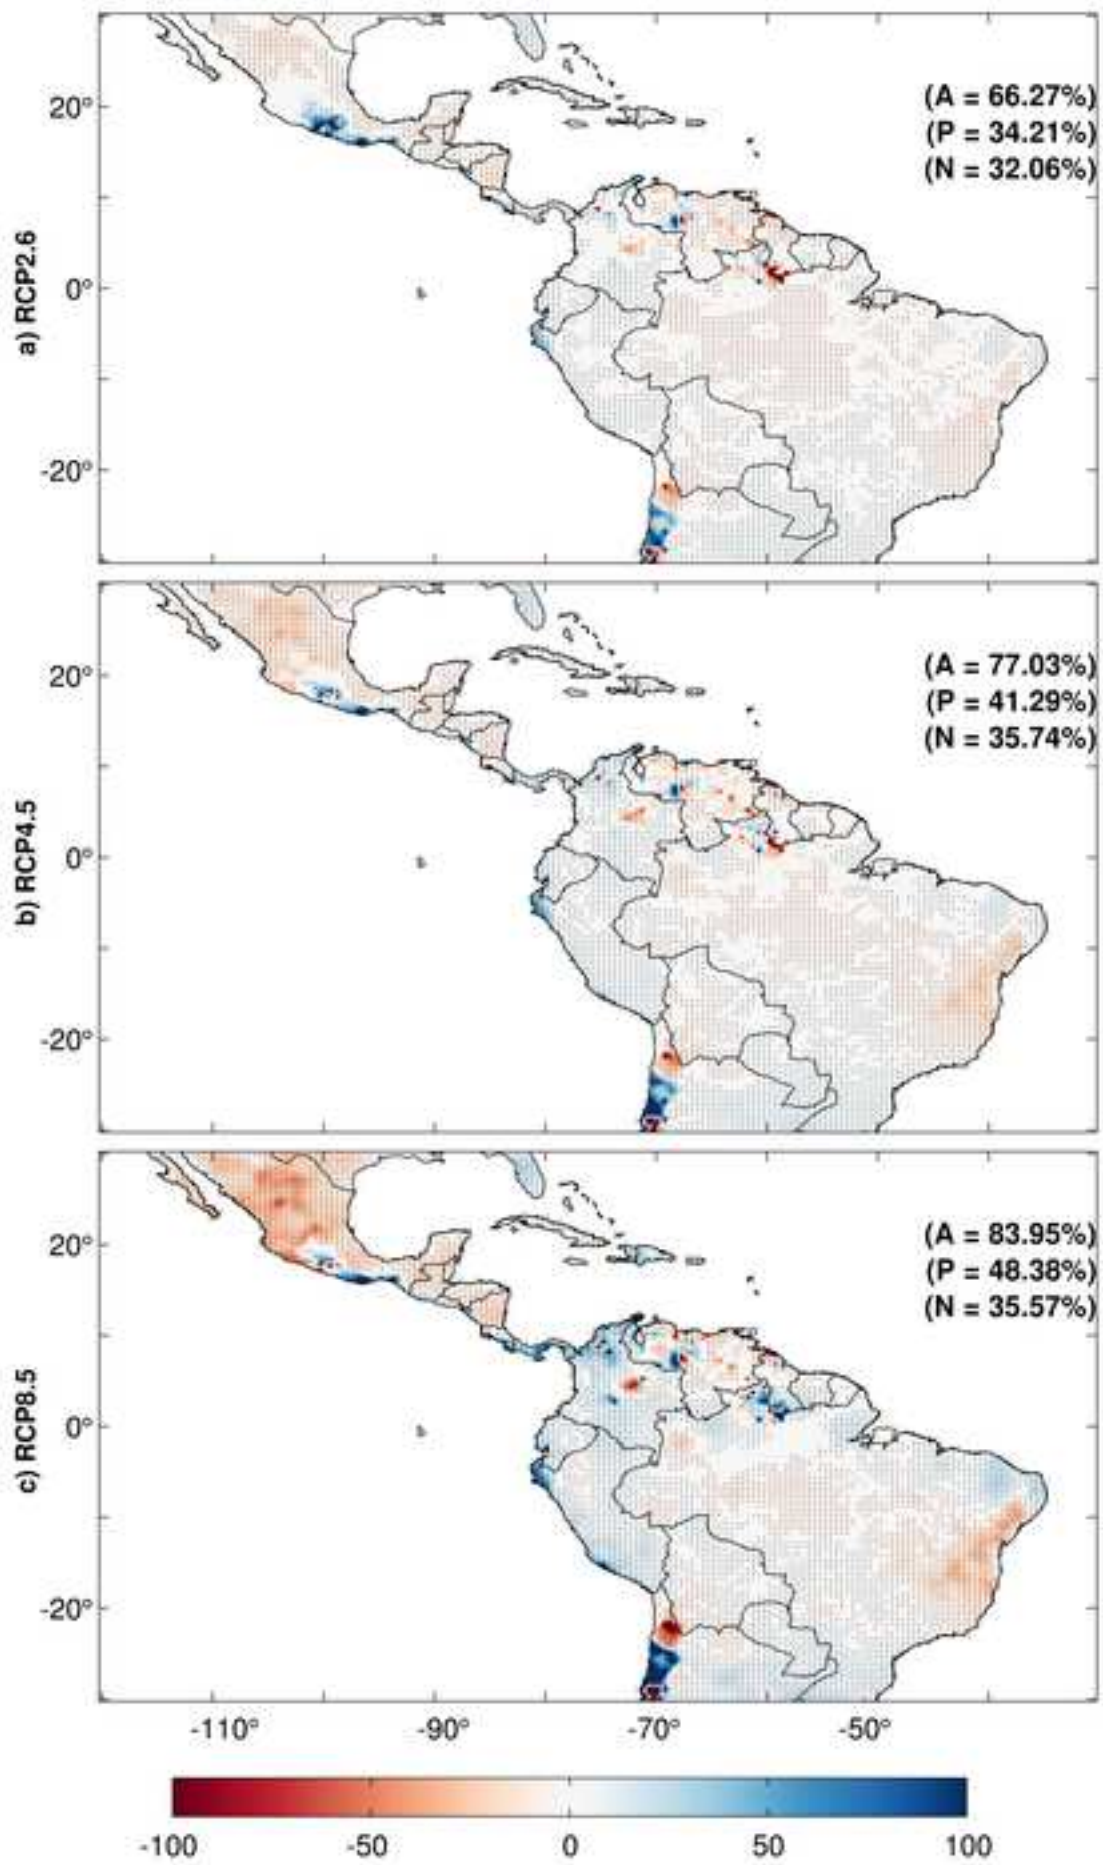 (A = 66.27%)
(P = 34.21%)
(N = 32.06%)
20°
0°
-20°
a) RCP2.6
(A = 77.03%)
(P = 41.29%)
(N = 35.74%)
20°
0°
-20°
b) RCP4.5
(A = 83.95%)
(P = 48.38%)
(N = 35.57%)
20°
0°
-20°
c) RCP8.5
-110° -90° -70° -50°
-100 -50 0 50 100